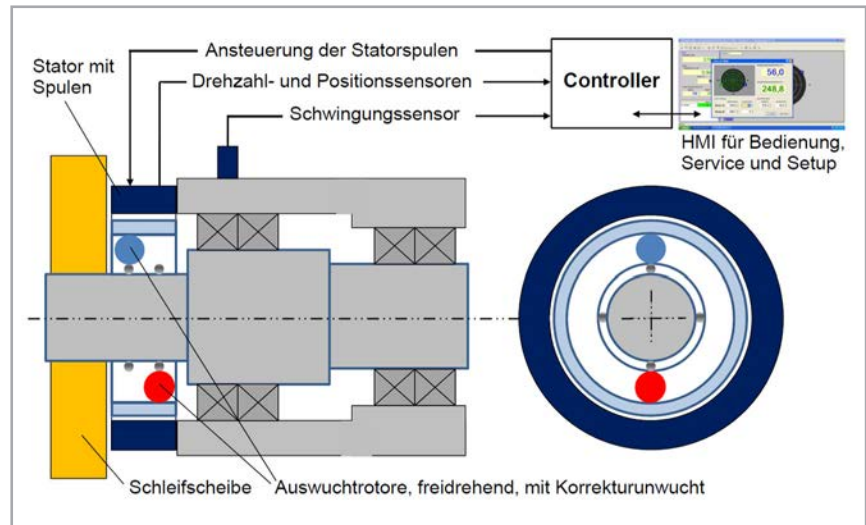 Ansteuerung der Statorspulen
Stator mit
Spulen
Drehzahl- und Positionssensoren
Schwingungssensor
Controller
56,0
248,8
HMI für Bedienung,
Service und Setup
Schleifscheibe
Auswuchtrotore, freidrehend, mit Korrekturunwucht